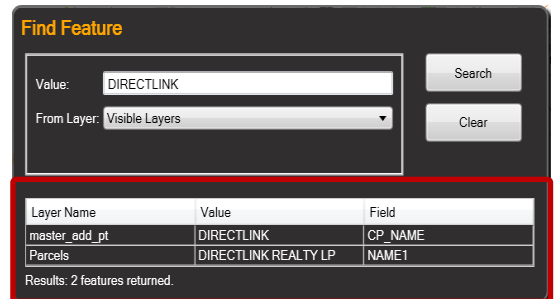 Find Feature
Value: DIRECTLINK Search
From Layer: Visible Layers Clear
Layer Name Value Field
master_add_pt DIRECTLINK CP_NAME
Parcels DIRECTLINK REALTY LP NAME1
Results: 2 features returned.